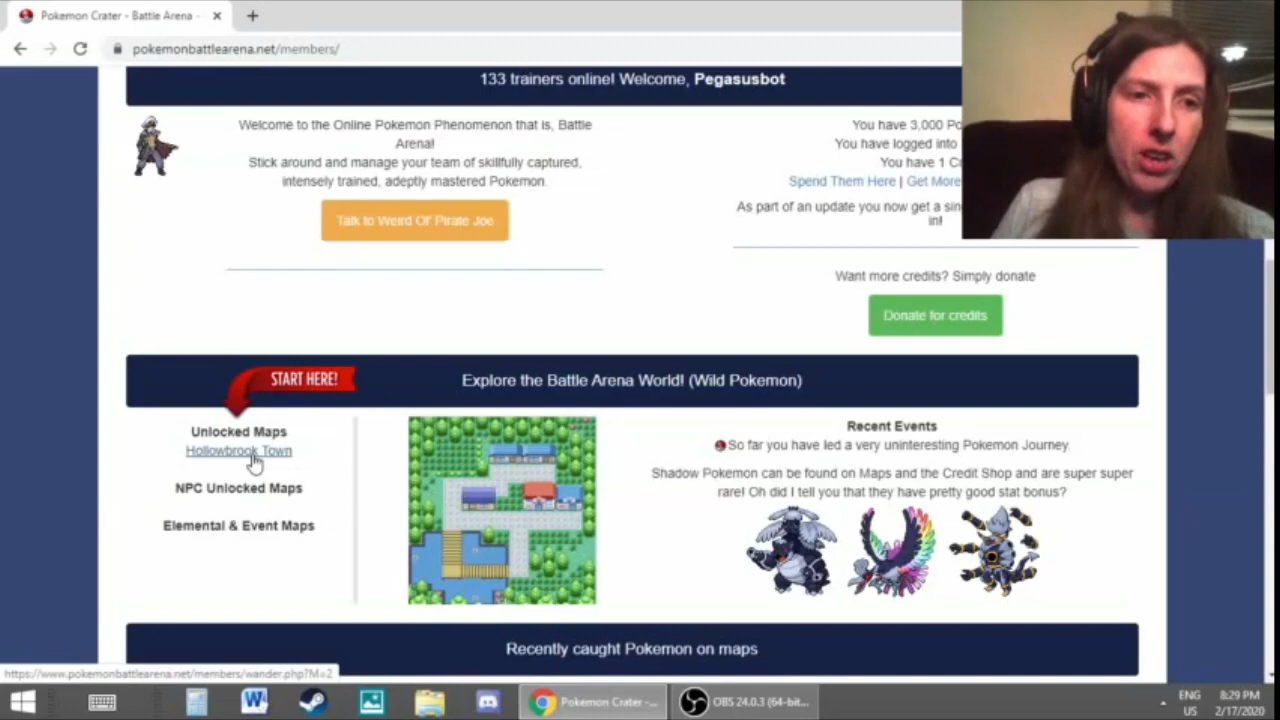 Pokemon Crater - Battle Arena -
pokemonbattlearena.net/members/
133 trainers online! Welcome, Pegasusbot
Welcome to the Online Pokemon Phenomenon that is, Battle
Arena!
Stick around and manage your team of skillfully captured,
intensely trained, adeptly mastered Pokemon.
Talk to Weird Ol' Pirate Joe
You have 3,000 Po
You have logged into
You have 1 C
Spend Them Here | Get More
As part of an update you now get a sin
in!
Want more credits? Simply donate
Donate for credits
START HERE!
Explore the Battle Arena World! (Wild Pokemon)
Unlocked Maps
Hollowbrook Town
NPC Unlocked Maps
Elemental & Event Maps
Recent Events
So far you have led a very uninteresting Pokemon Journey.
Shadow Pokemon can be found on Maps and the Credit Shop and are super super
rare! Oh did I tell you that they have pretty good stat bonus?
Recently caught Pokemon on maps
https://www.pokemonbattlearena.net/members/wander.php?M=2
Pokemon Crater -...
OBS 24.0.3 (64-bit...
ENG
US
8:29 PM
2/17/2020